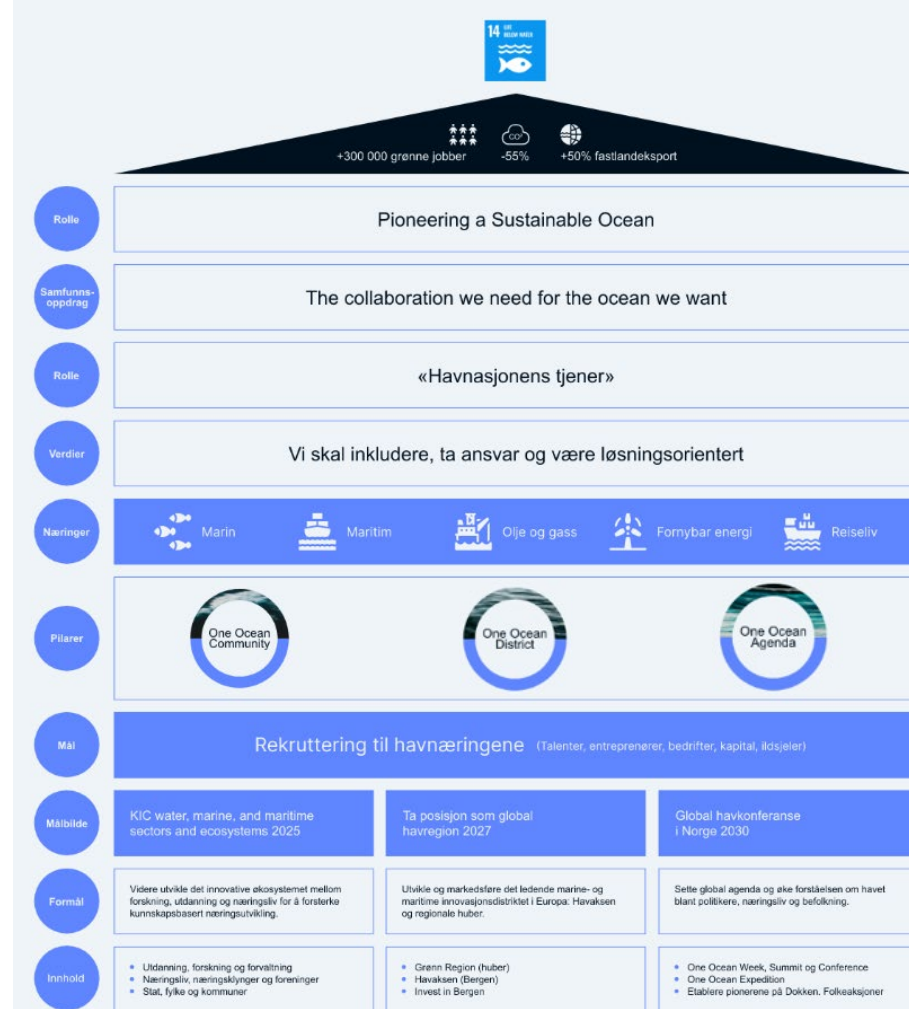 14 LIFE
BELOW WATER
CO²
+300 000 grønne jobber -55% +50% fastlandeksport
Rolle
Pioneering a Sustainable Ocean
Samfunns-
oppdrag
The collaboration we need for the ocean we want
Rolle
«Havnasjonens tjener»
Verdier
Vi skal inkludere, ta ansvar og være løsningsorientert
Næringer
Marin Maritim Olje og gass Fornybar energi Reiseliv
Pilarer
One Ocean
Community
One Ocean
District
One Ocean
Agenda
Mål
Rekruttering til havnæringene (Talenter, entreprenører, bedrifter, kapital, ildsjeler)
Målbilde
KIC water, marine, and maritime
sectors and ecosystems 2025
Ta posisjon som global
havregion 2027
Global havkonferanse
i Norge 2030
Formål
Videre utvikle det innovative økosystemet mellom
forskning, utdanning og næringsliv for å forsterke
kunnskapsbasert næringsutvikling.
Utvikle og markedsføre det ledende marine- og
maritime innovasjonsdistriktet i Europa: Havaksen
og regionale huber.
Sette global agenda og øke forståelsen om havet
blant politikere, næringsliv og befolkning.
Innhold
• Utdanning, forskning og forvaltning
• Næringsliv, næringsklynger og foreninger
• Stat, fylke og kommuner
• Grønn Region (huber)
• Havaksen (Bergen)
• Invest in Bergen
• One Ocean Week, Summit og Conference
• One Ocean Expedition
• Etablere pionerene på Dokken. Folkeaksjoner